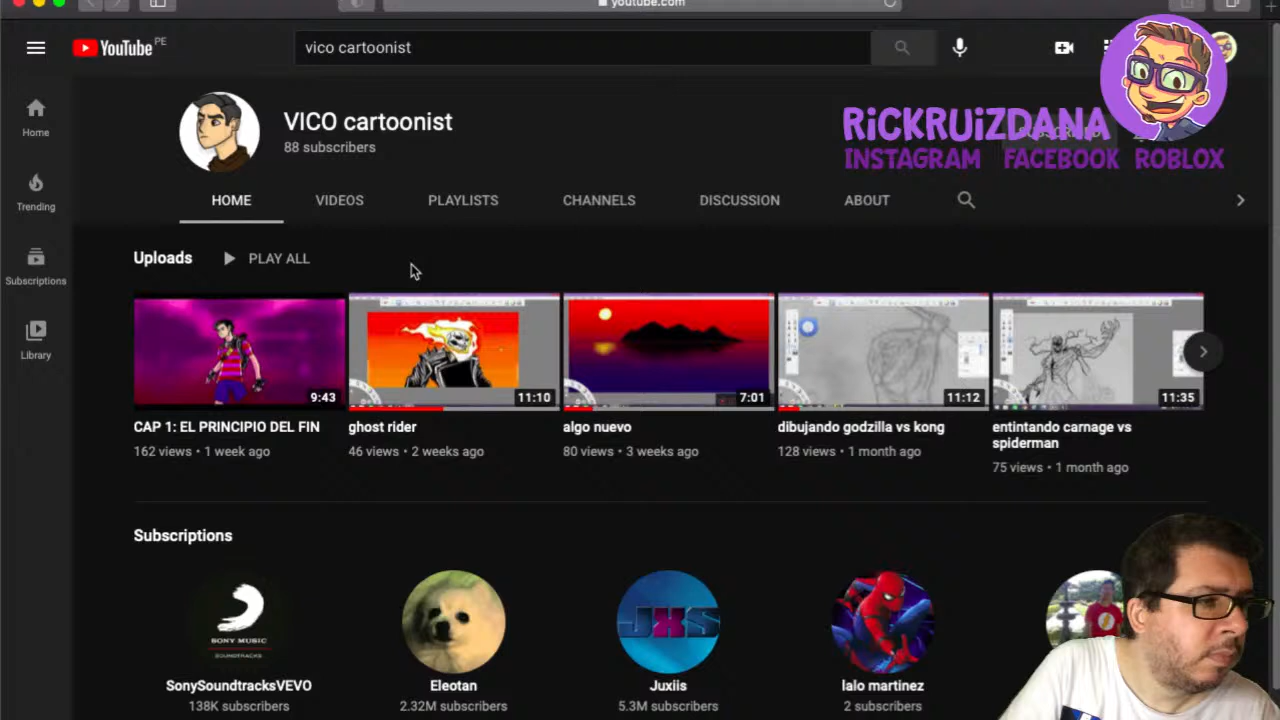 youtube.com
YouTube PE
vico cartoonist
RiCKRUiZDANA
INSTAGRAM FACEBOOK ROBLOX
VICO cartoonist
88 subscribers
Home
Trending
Subscriptions
Library
HOME VIDEOS PLAYLISTS CHANNELS DISCUSSION ABOUT
Uploads PLAY ALL
9:43 11:10 7:01 11:12 11:35
CAP 1: EL PRINCIPIO DEL FIN
162 views • 1 week ago
ghost rider
46 views • 2 weeks ago
algo nuevo
80 views • 3 weeks ago
dibujando godzilla vs kong
128 views • 1 month ago
entintando carnage vs
spiderman
75 views • 1 month ago
Subscriptions
SONY MUSIC
SOUNDTRACKS
JXS
SonySoundtracksVEVO
138K subscribers
Eleotan
2.32M subscribers
Juxiis
5.3M subscribers
lalo martinez
2 subscribers